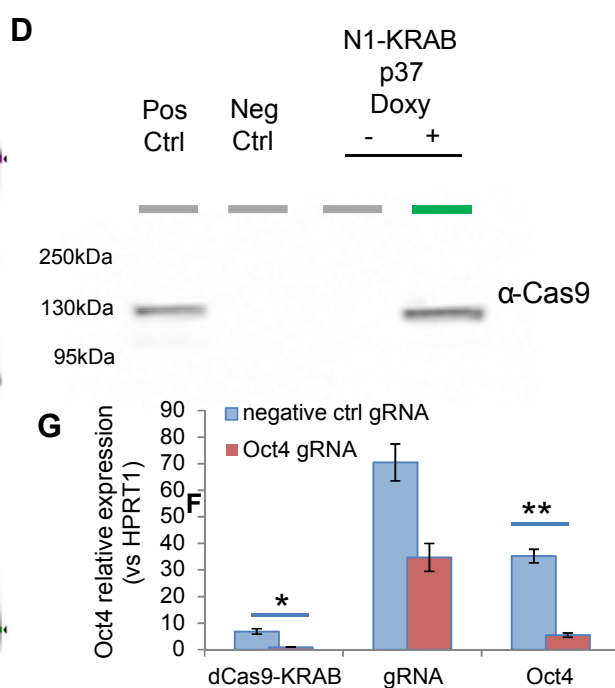 D
N1-KRAB
p37
Doxy
Pos Ctrl
Neg Ctrl
- +
250kDa
130kDa
95kDa
α-Cas9
G
F
Oct4 relative expression
(vs HPRT1)
90
80
70
60
50
40
30
20
10
0
negative ctrl gRNA
Oct4 gRNA
*
**
dCas9-KRAB gRNA Oct4